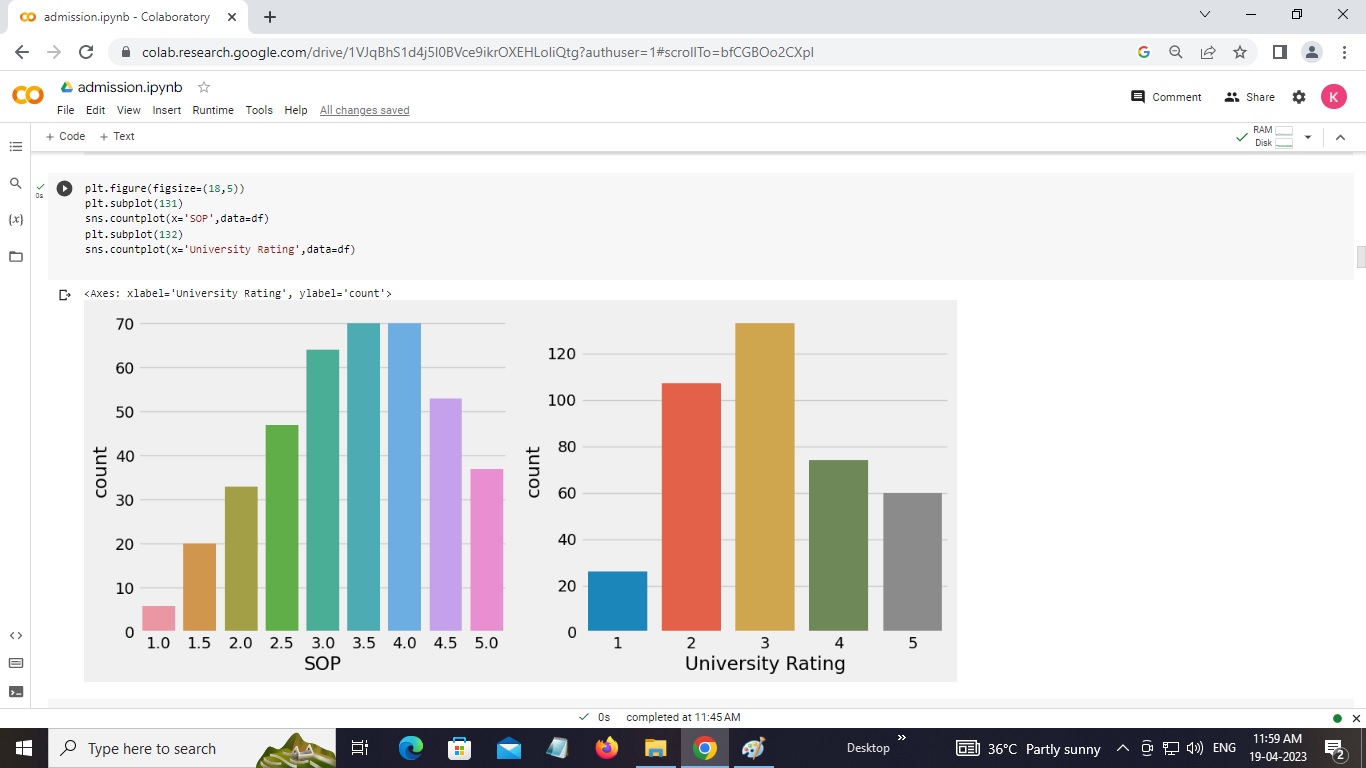 admission.ipynb - Colaboratory
colab.research.google.com/drive/1VJqBhS1d4j5l0BVce9ikrOXEHLoIiQtg?authuser=1#scrollTo=bfCGBOo2CXpI
admission.ipynb
File Edit View Insert Runtime Tools Help All changes saved
Comment Share K
+ Code + Text
RAM
Disk
{x}
0s
plt.figure(figsize=(18,5))
plt.subplot(131)
sns.countplot(x='SOP',data=df)
plt.subplot(132)
sns.countplot(x='University Rating',data=df)
<Axes: xlabel='University Rating', ylabel='count'>
70
60
50
40
30
20
10
0
count
1.0 1.5 2.0 2.5 3.0 3.5 4.0 4.5 5.0
SOP
120
100
80
60
40
20
0
count
1 2 3 4 5
University Rating
0s completed at 11:45 AM
Type here to search
Desktop
36°C Partly sunny
ENG
11:59 AM
19-04-2023
2